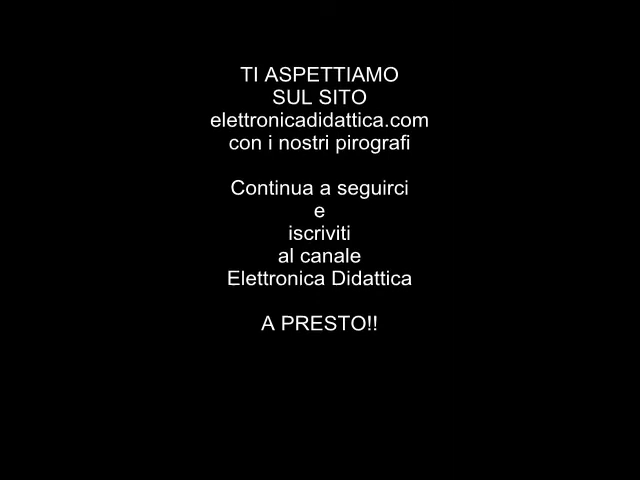 TI ASPETTIAMO
SUL SITO
elettronicadidattica.com
con i nostri pirografi
Continua a seguirci
e
iscriviti
al canale
Elettronica Didattica
A PRESTO!!